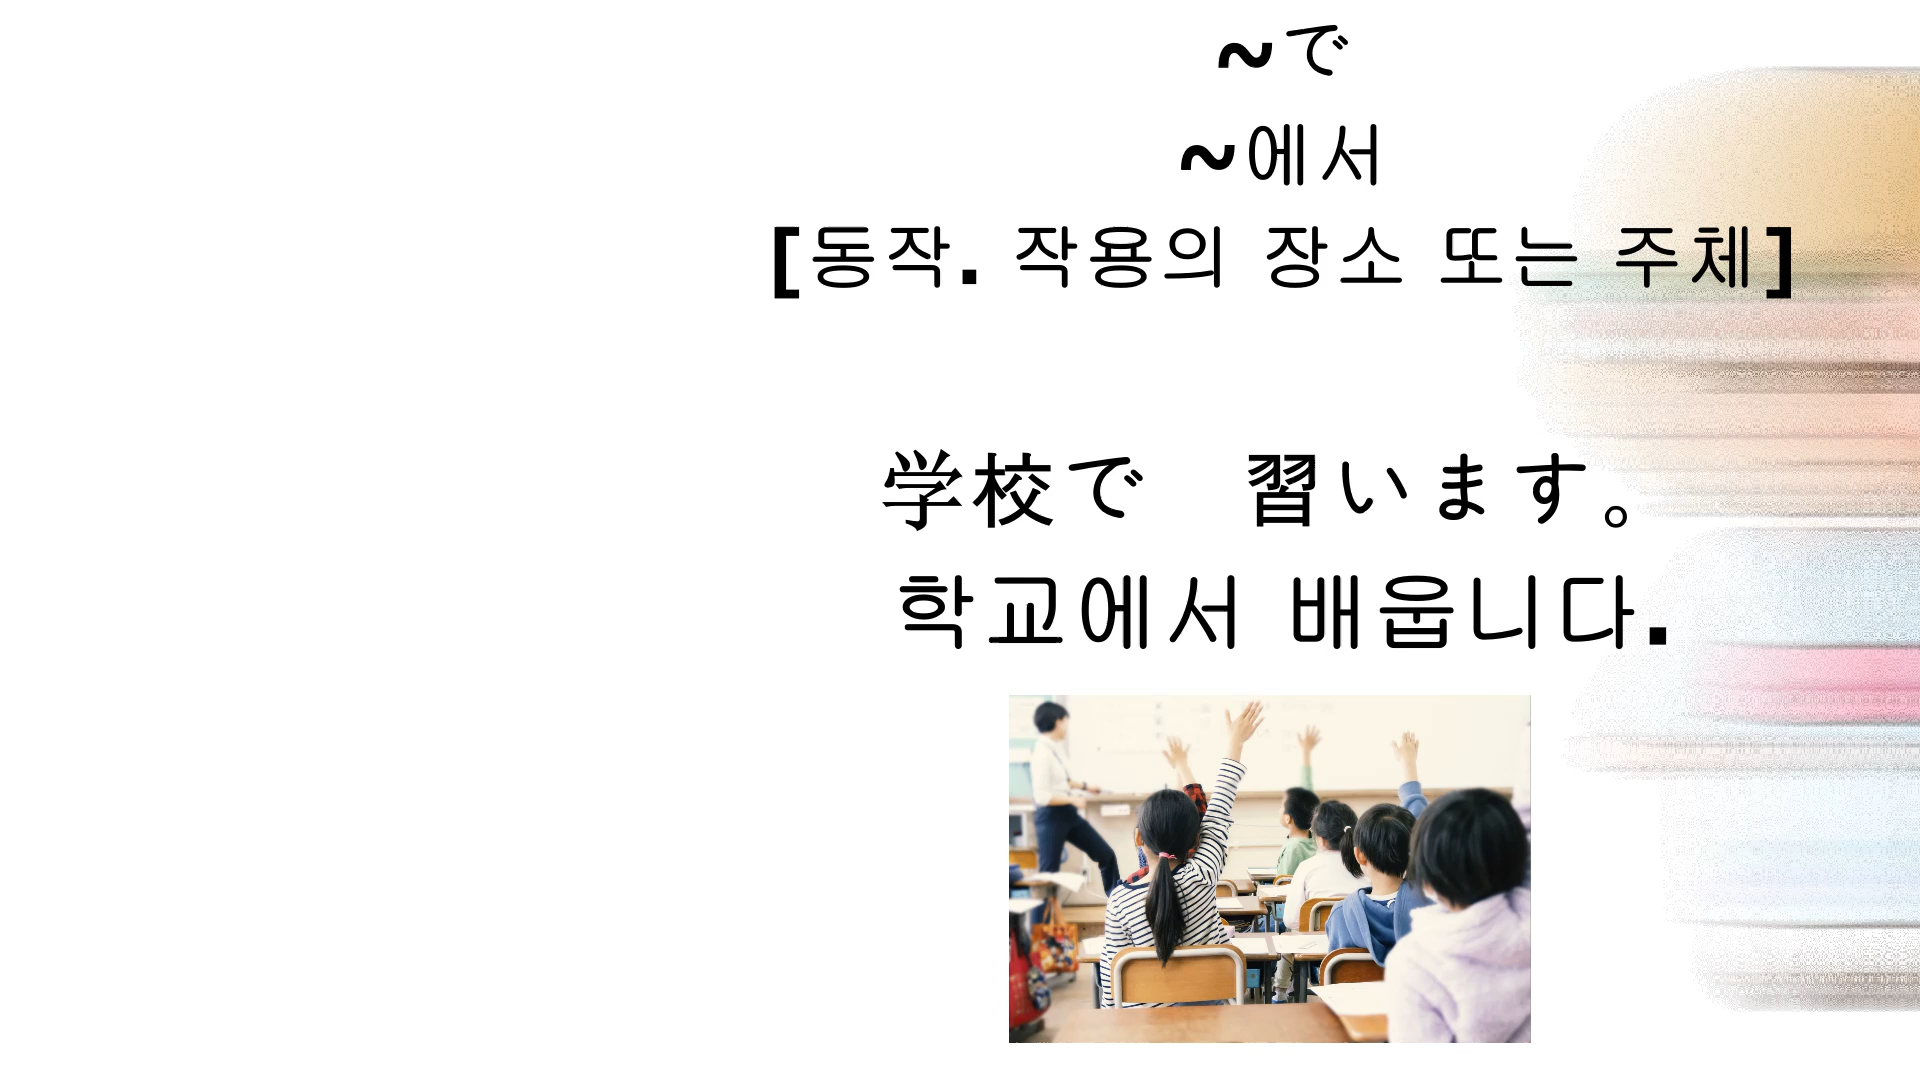 ~で
~에서
[동작. 작용의 장소 또는 주체]
学校で　習います。
학교에서 배웁니다.